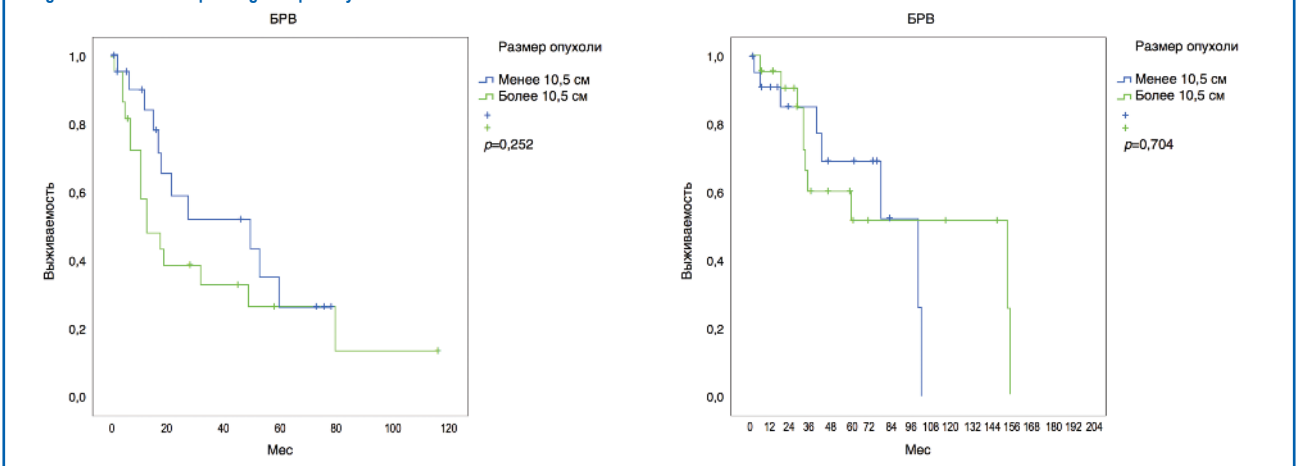 БРВ
Размер опухоли
Менее 10,5 см
Более 10,5 см
p=0,252
Выживаемость
1,0
0,8
0,6
0,4
0,2
0,0
0 20 40 60 80 100 120
Мес
БРВ
Размер опухоли
Менее 10,5 см
Более 10,5 см
p=0,704
Выживаемость
1,0
0,8
0,6
0,4
0,2
0,0
0 12 24 36 48 60 72 84 96 108 120 132 144 156 168 180 192 204
Мес